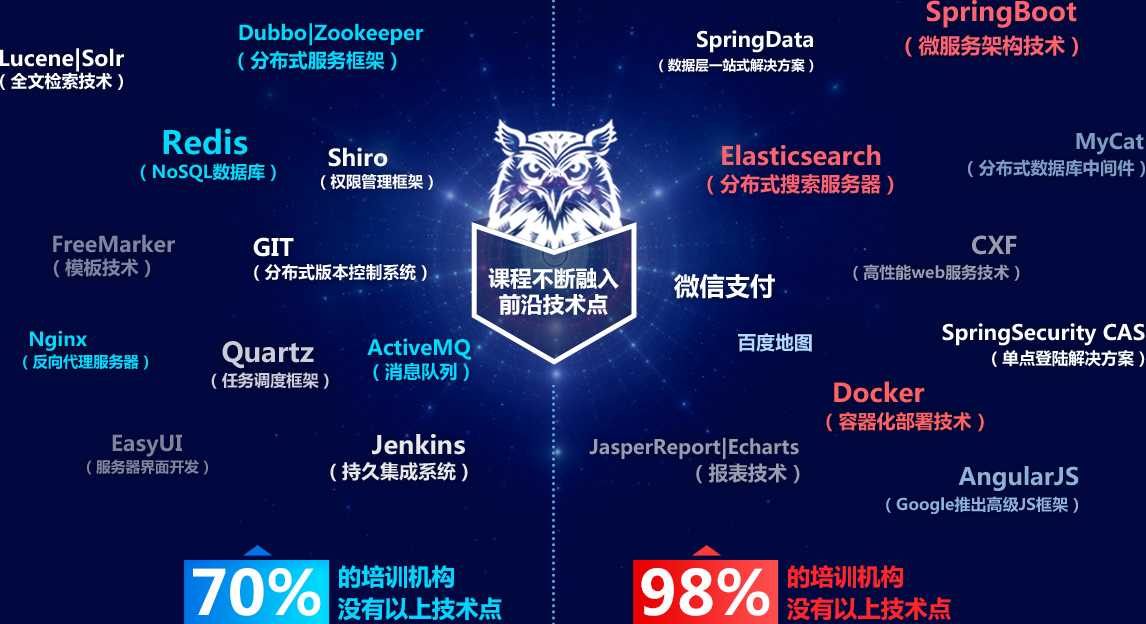 Lucene|Solr
（全文检索技术）
Dubbo|Zookeeper
（分布式服务框架）
Redis
（NoSQL数据库）
Shiro
（权限管理框架）
FreeMarker
（模板技术）
GIT
（分布式版本控制系统）
Nginx
（反向代理服务器）
Quartz
（任务调度框架）
ActiveMQ
（消息队列）
EasyUI
（服务器界面开发）
Jenkins
（持久集成系统）
课程不断融入
前沿技术点
SpringData
（数据层一站式解决方案）
SpringBoot
（微服务架构技术）
Elasticsearch
（分布式搜索服务器）
MyCat
（分布式数据库中间件）
CXF
（高性能web服务技术）
微信支付
百度地图
SpringSecurity CAS
（单点登陆解决方案）
Docker
（容器化部署技术）
JasperReport|Echarts
（报表技术）
AngularJS
（Google推出高级JS框架）
70%
的培训机构
没有以上技术点
98%
的培训机构
没有以上技术点